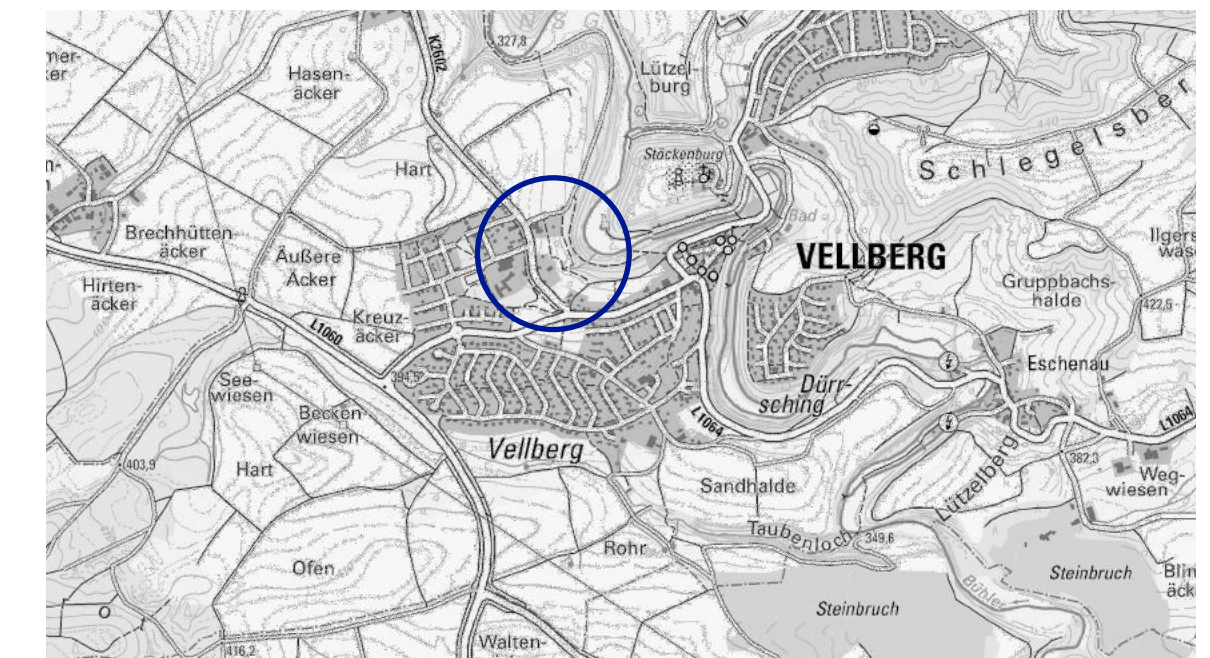 N S G
K2602
327,8
Hasen-
äcker
Lützel-
burg
Schlegelsber
Hart
Stöckenburg
Bad
Brechhütten
äcker
Äußere
Äcker
VELLBERG
Ilgers
Hirten-
äcker
Gruppbachs-
halde
422,5
Kreuz-
äcker
L1060
394,5
See-
wiesen
Eschenau
Dürr-
sching
Becken-
wiesen
L1064
L1064
Vellberg
403,9
Hart
382,3
Weg-
wiesen
Sandhalde
Lützelberg
Taubenloch
349,6
Rohr
Ofen
Steinbruch
Blin
äck
Bühler
Steinbruch
416,2
Walten-